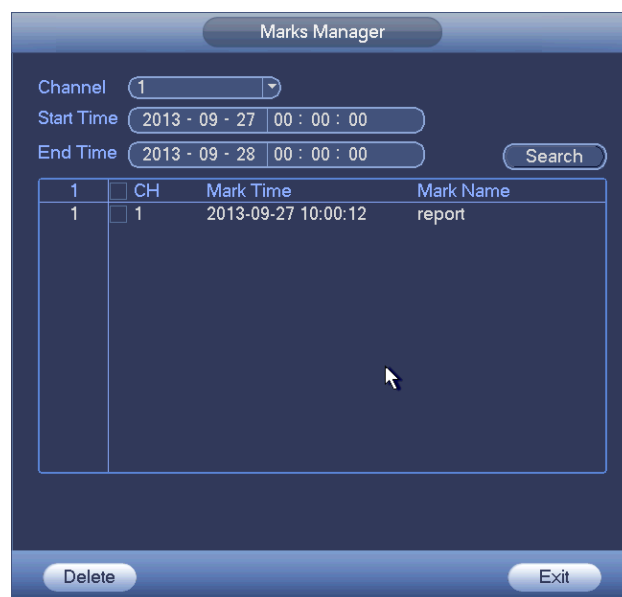 Marks Manager
Channel 1
Start Time 2013 - 09 - 27 00 : 00 : 00
End Time 2013 - 09 - 28 00 : 00 : 00
Search
1 CH Mark Time Mark Name
1 1 2013-09-27 10:00:12 report
Delete Exit